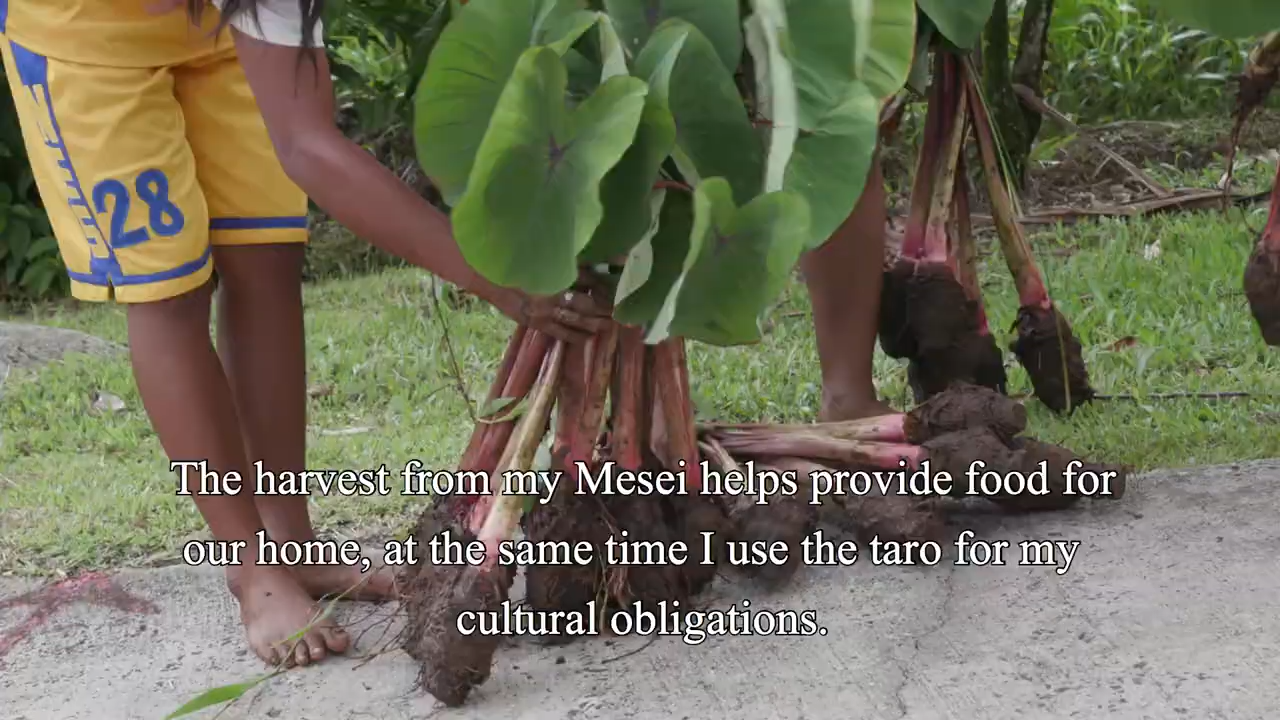 28
The harvest from my Mesei helps provide food for
our home, at the same time I use the taro for my
cultural obligations.